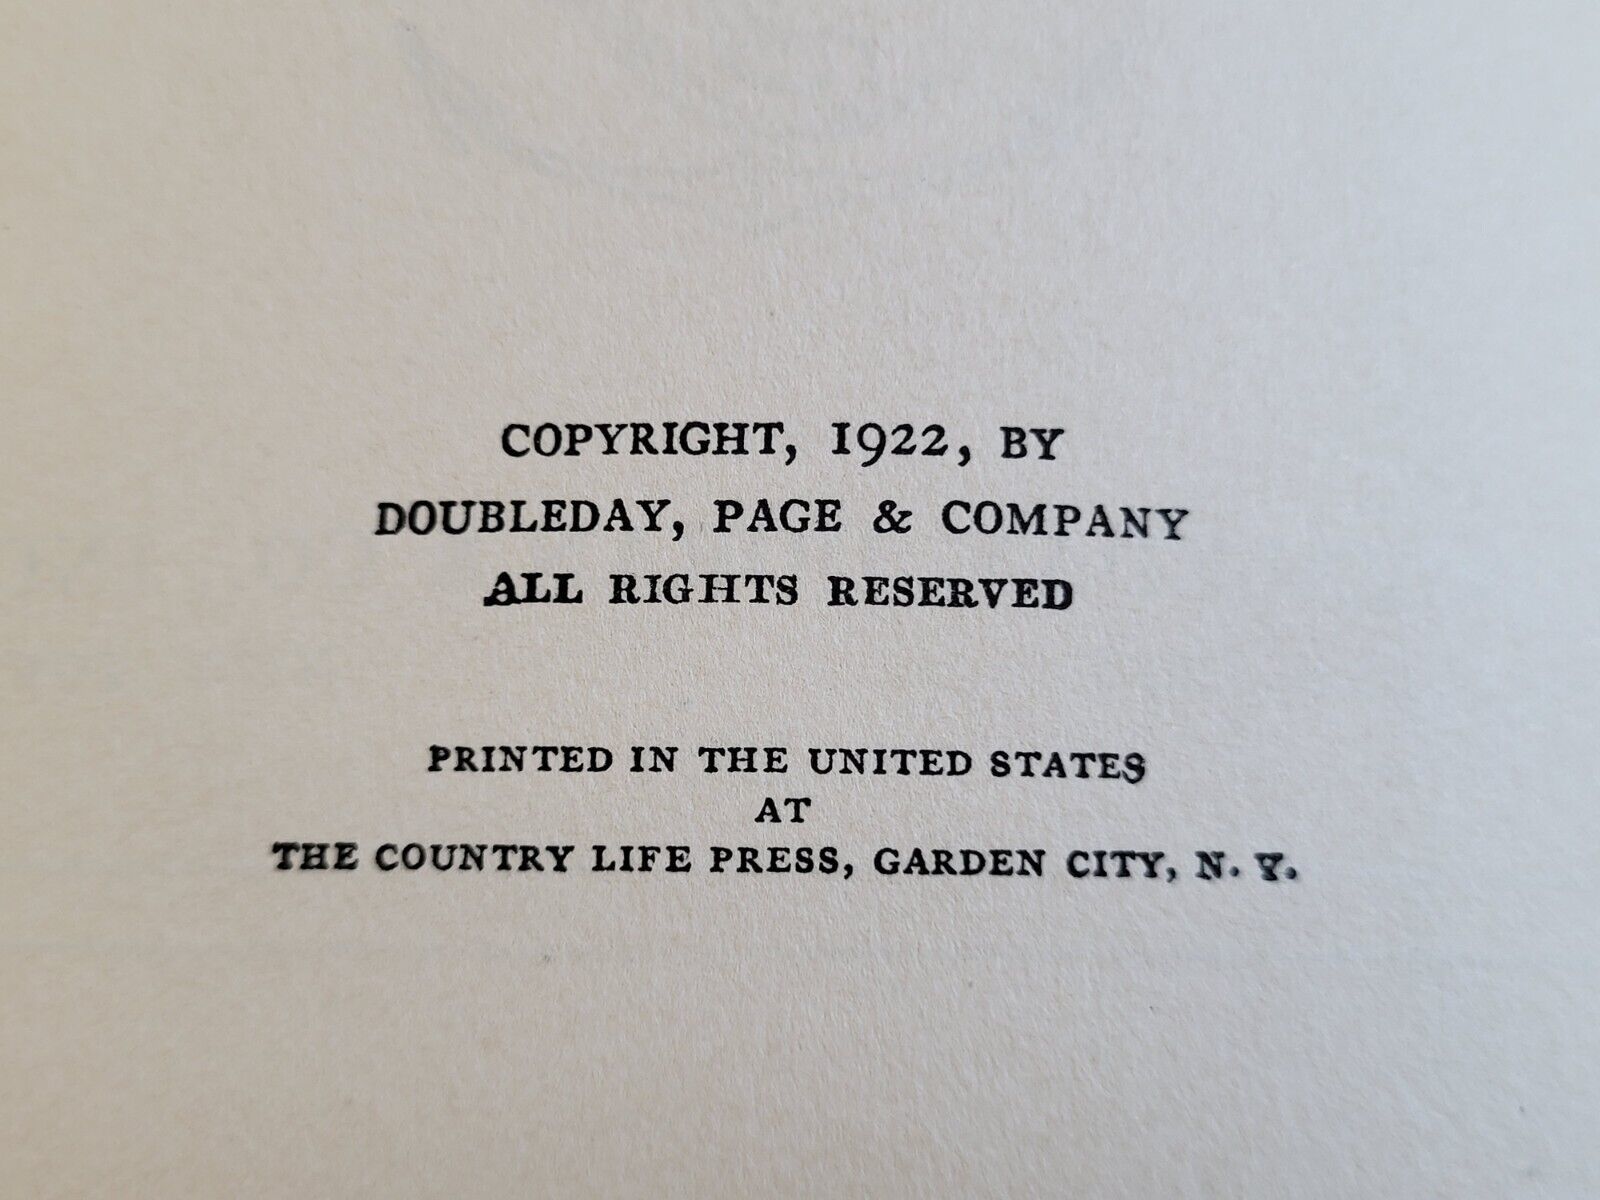 COPYRIGHT, 1922, BY
DOUBLEDAY, PAGE & COMPANY
ALL RIGHTS RESERVED
PRINTED IN THE UNITED STATES
AT
THE COUNTRY LIFE PRESS, GARDEN CITY, N. Y.